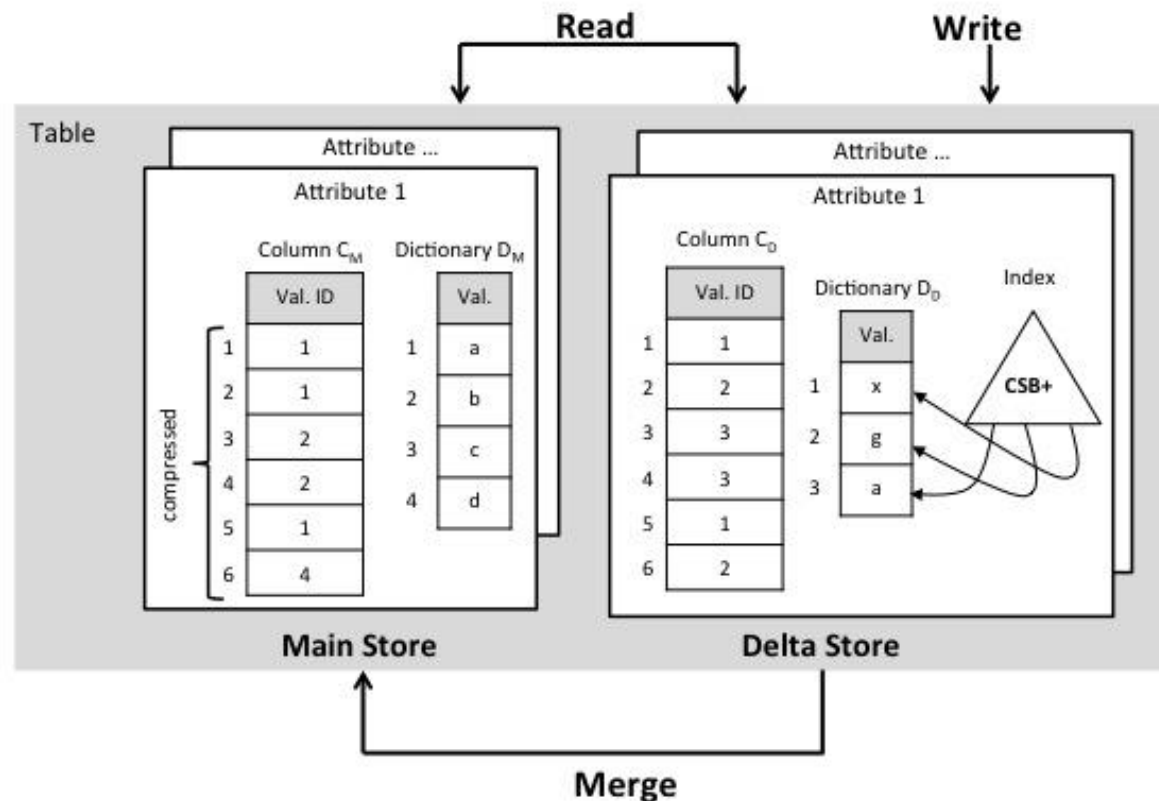 Read
Write
Table
Attribute ...
Attribute 1
Column C_M
Dictionary D_M
Val. ID
Val.
compressed
1 1
2 1
3 2
4 2
5 1
6 4
1 a
2 b
3 c
4 d
Main Store
Attribute ...
Attribute 1
Column C_D
Dictionary D_D
Index
Val. ID
Val.
1 1
2 2
3 3
4 3
5 1
6 2
1 x
2 g
3 a
CSB+
Delta Store
Merge